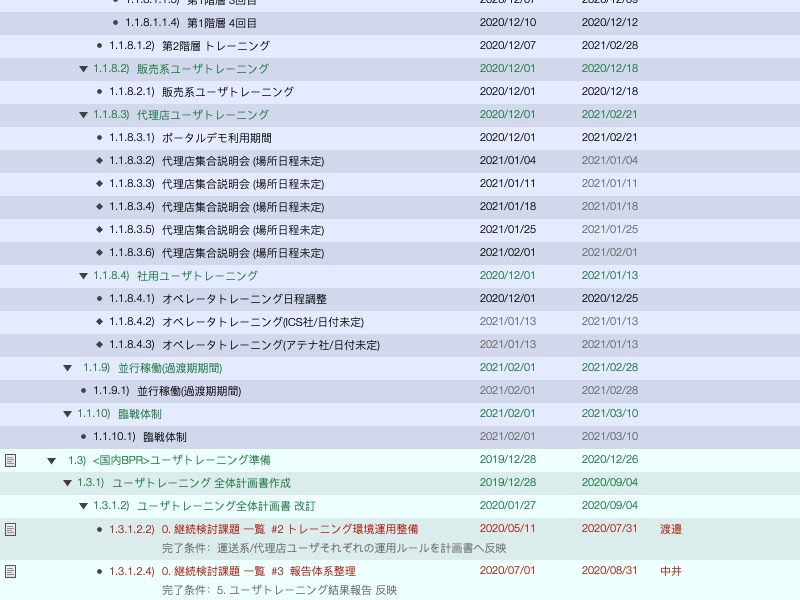 1.1.8.1.1.3) 第1階層 3回目 2020/12/07 2020/12/09
1.1.8.1.1.4) 第1階層 4回目 2020/12/10 2020/12/12
1.1.8.1.2) 第2階層 トレーニング 2020/12/07 2021/02/28
1.1.8.2) 販売系ユーザトレーニング 2020/12/01 2020/12/18
1.1.8.2.1) 販売系ユーザトレーニング 2020/12/01 2020/12/18
1.1.8.3) 代理店ユーザトレーニング 2020/12/01 2021/02/21
1.1.8.3.1) ポータルデモ利用期間 2020/12/01 2021/02/21
1.1.8.3.2) 代理店集合説明会 (場所日程未定) 2021/01/04 2021/01/04
1.1.8.3.3) 代理店集合説明会 (場所日程未定) 2021/01/11 2021/01/11
1.1.8.3.4) 代理店集合説明会 (場所日程未定) 2021/01/18 2021/01/18
1.1.8.3.5) 代理店集合説明会 (場所日程未定) 2021/01/25 2021/01/25
1.1.8.3.6) 代理店集合説明会 (場所日程未定) 2021/02/01 2021/02/01
1.1.8.4) 社用ユーザトレーニング 2020/12/01 2021/01/13
1.1.8.4.1) オペレータトレーニング日程調整 2020/12/01 2020/12/25
1.1.8.4.2) オペレータトレーニング(ICS社/日付未定) 2021/01/13 2021/01/13
1.1.8.4.3) オペレータトレーニング(アテナ社/日付未定) 2021/01/13 2021/01/13
1.1.9) 並行稼働(過渡期期間) 2021/02/01 2021/02/28
1.1.9.1) 並行稼働(過渡期期間) 2021/02/01 2021/02/28
1.1.10) 臨戦体制 2021/02/01 2021/03/10
1.1.10.1) 臨戦体制 2021/02/01 2021/03/10
1.3) <国内BPR>ユーザトレーニング準備 2019/12/28 2020/12/26
1.3.1) ユーザトレーニング 全体計画書作成 2019/12/28 2020/09/04
1.3.1.2) ユーザトレーニング全体計画書 改訂 2020/01/27 2020/09/04
1.3.1.2.2) 0. 継続検討課題 一覧 #2 トレーニング環境運用整備 2020/05/11 2020/07/31 渡邉
完了条件: 運送系/代理店ユーザそれぞれの運用ルールを計画書へ反映
1.3.1.2.4) 0. 継続検討課題 一覧 #3 報告体系整理 2020/07/01 2020/08/31 中井
完了条件: 5. ユーザトレーニング結果報告 反映